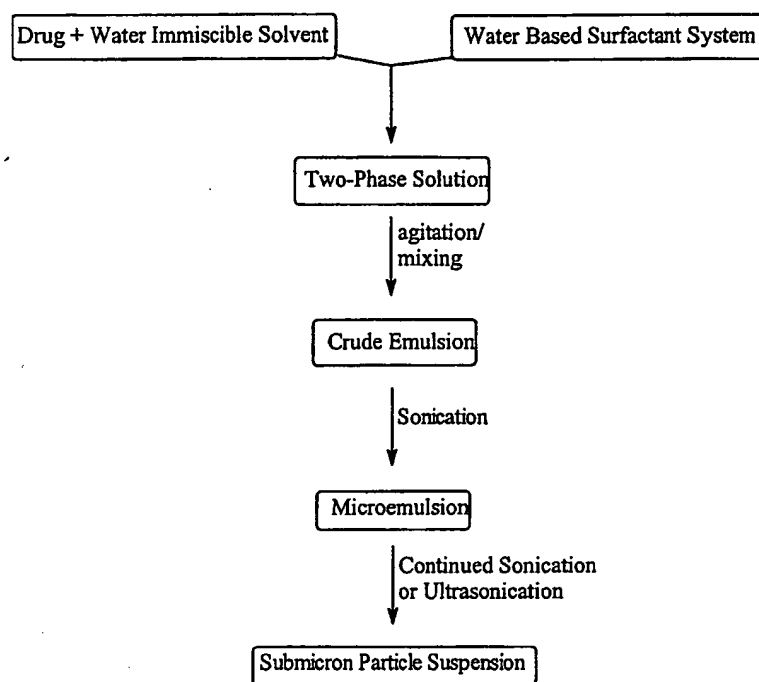 Drug + Water Immiscible Solvent
Water Based Surfactant System
Two-Phase Solution
agitation/
mixing
Crude Emulsion
Sonication
Microemulsion
Continued Sonication
or Ultrasonication
Submicron Particle Suspension